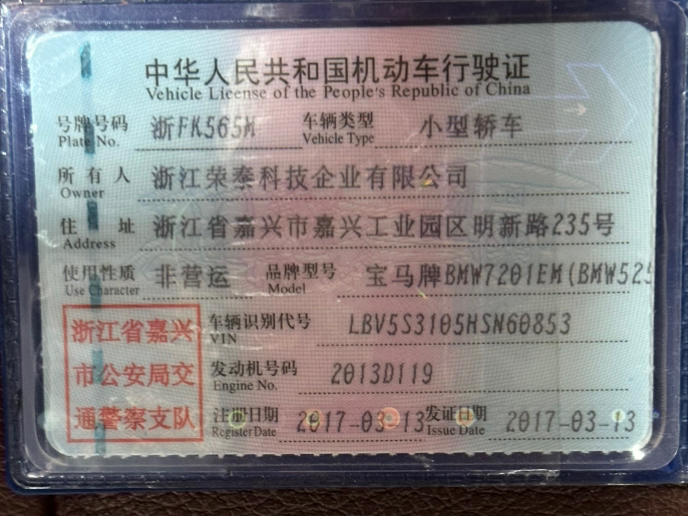 中华人民共和国机动车行驶证
Vehicle License of the People's Republic of China
号牌号码 浙FK565M 车辆类型 小型轿车
Plate No. Vehicle Type
所有人 浙江荣泰科技企业有限公司
Owner
住址 浙江省嘉兴市嘉兴工业园区明新路235号
Address
使用性质 非营运 品牌型号 宝马牌BMW7201EM(BMW525
Use Character Model
浙江省嘉兴
市公安局交
通警察支队
车辆识别代号 LBV5S3105HSN60853
VIN
发动机号码 2013D119
Engine No.
注册日期 2017-03-13 发证日期 2017-03-13
Register Date Issue Date